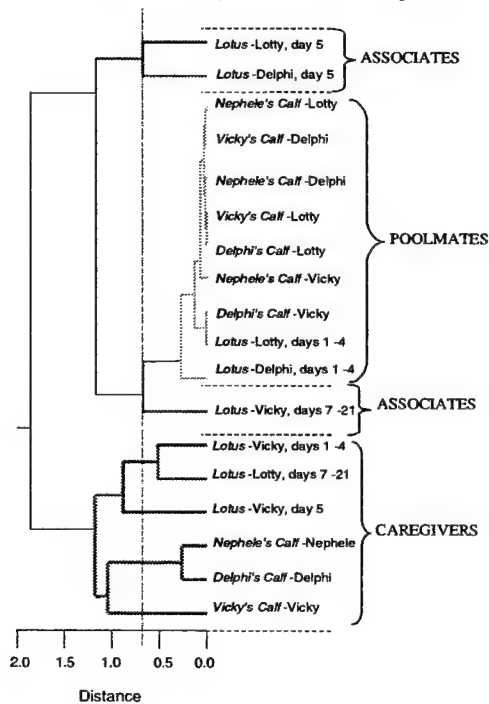 Lotus-Lotty, day 5
ASSOCIATES
Lotus-Delphi, day 5
Nephele's Calf-Lotty
Vicky's Calf-Delphi
Nephele's Calf-Delphi
Vicky's Calf-Lotty
POOLMATES
Delphi's Calf-Lotty
Nephele's Calf-Vicky
Delphi's Calf-Vicky
Lotus-Lotty, days 1 -4
Lotus-Delphi, days 1 -4
ASSOCIATES
Lotus-Vicky, days 7 -21
Lotus-Vicky, days 1 -4
Lotus-Lotty, days 7 -21
Lotus-Vicky, day 5
CAREGIVERS
Nephele's Calf-Nephele
Delphi's Calf-Delphi
Vicky's Calf-Vicky
2.0 1.5 1.0 0.5 0.0
Distance